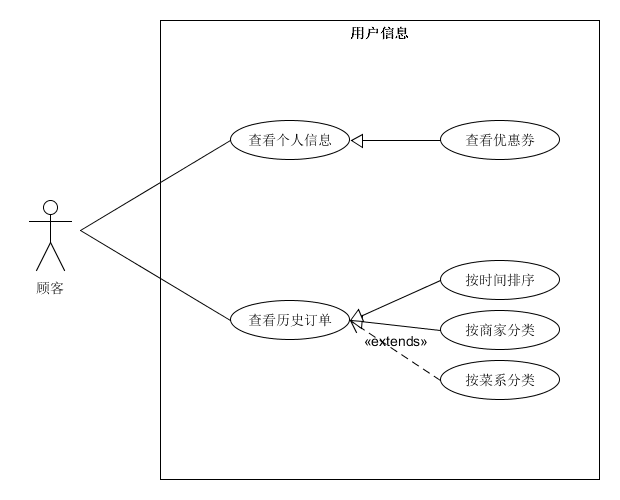 用户信息
查看个人信息
查看优惠券
顾客
查看历史订单
按时间排序
按商家分类
«extends»
按菜系分类